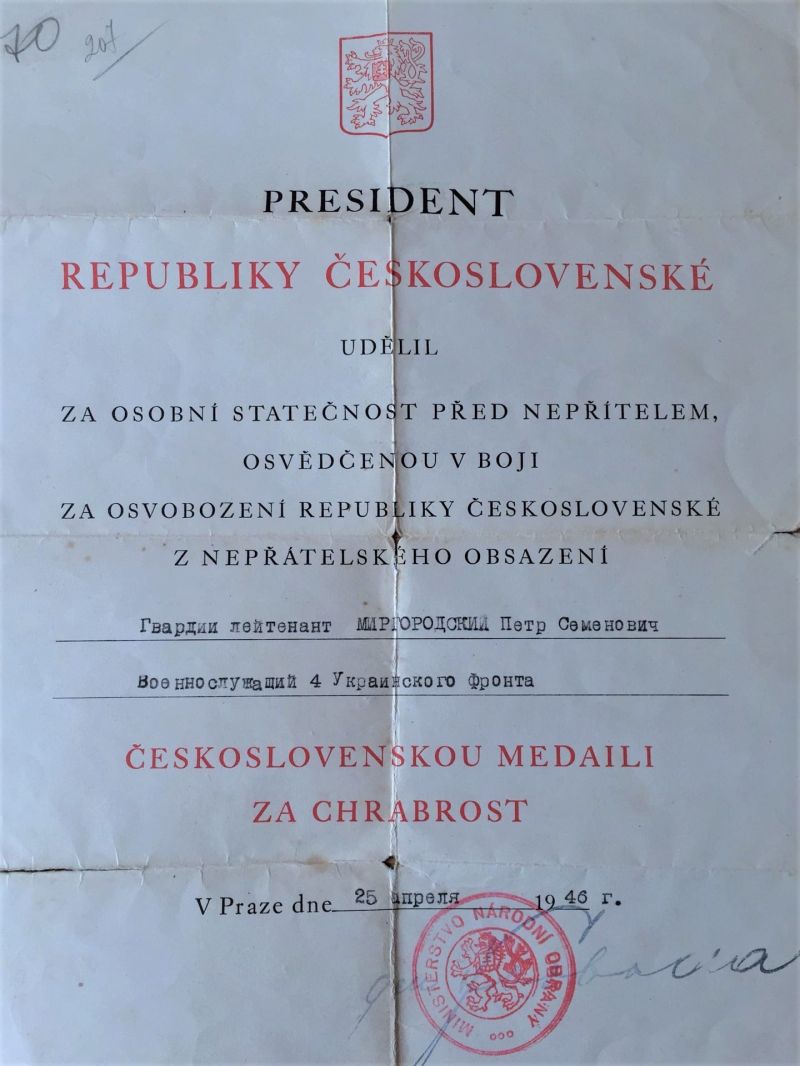 70 207
PRESIDENT
REPUBLIKY ČESKOSLOVENSKÉ
UDĚLIL
ZA OSOBNÍ STATEČNOST PŘED NEPŘÍTELEM,
OSVĚDČENOU V BOJI
ZA OSVOBOZENÍ REPUBLIKY ČESKOSLOVENSKÉ
Z NEPŘÁTELSKÉHO OBSAZENÍ
Гвардии лейтенант МИРГОРОДСКИЙ Петр Семенович
Военнослужащий 4 Украинского Фронта
ČESKOSLOVENSKOU MEDAILI
ZA CHRABROST
V Praze dne 25 апреля 1946 г.
MINISTERSTVO NÁRODNÍ OBRANY